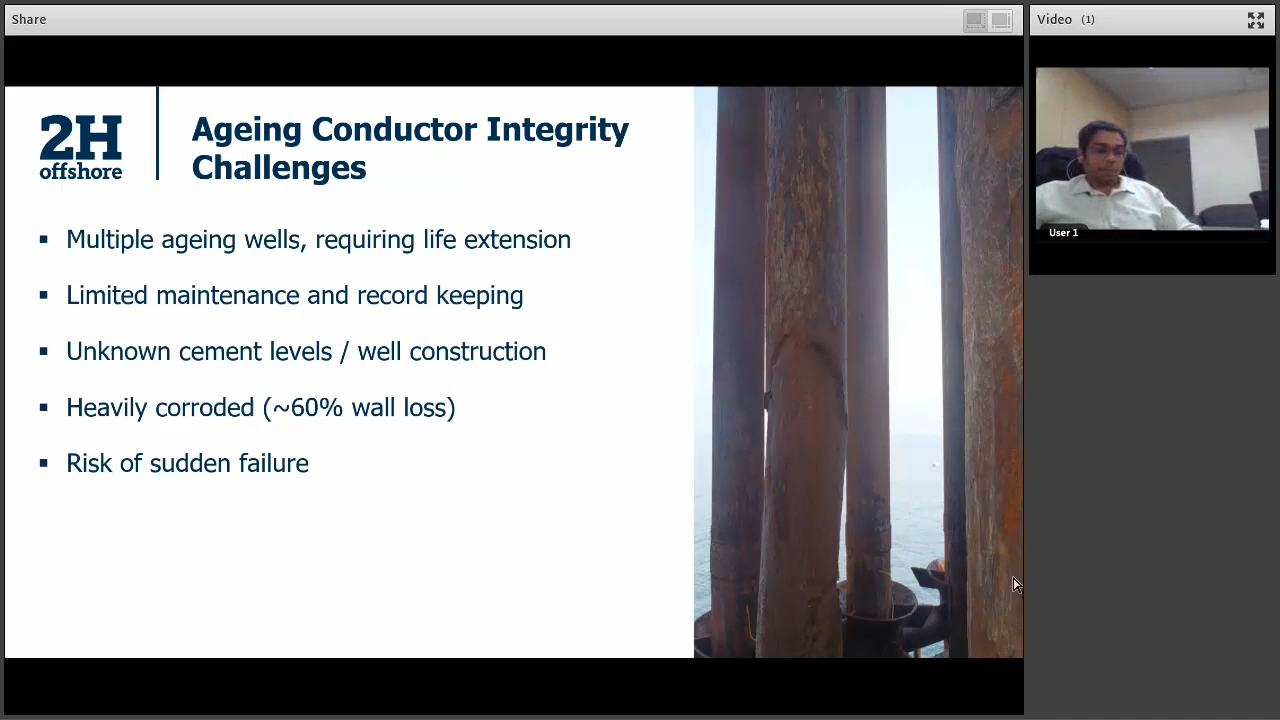 Share
Video (1)
2H
offshore
Ageing Conductor Integrity
Challenges
▪ Multiple ageing wells, requiring life extension
▪ Limited maintenance and record keeping
▪ Unknown cement levels / well construction
▪ Heavily corroded (~60% wall loss)
▪ Risk of sudden failure
User 1